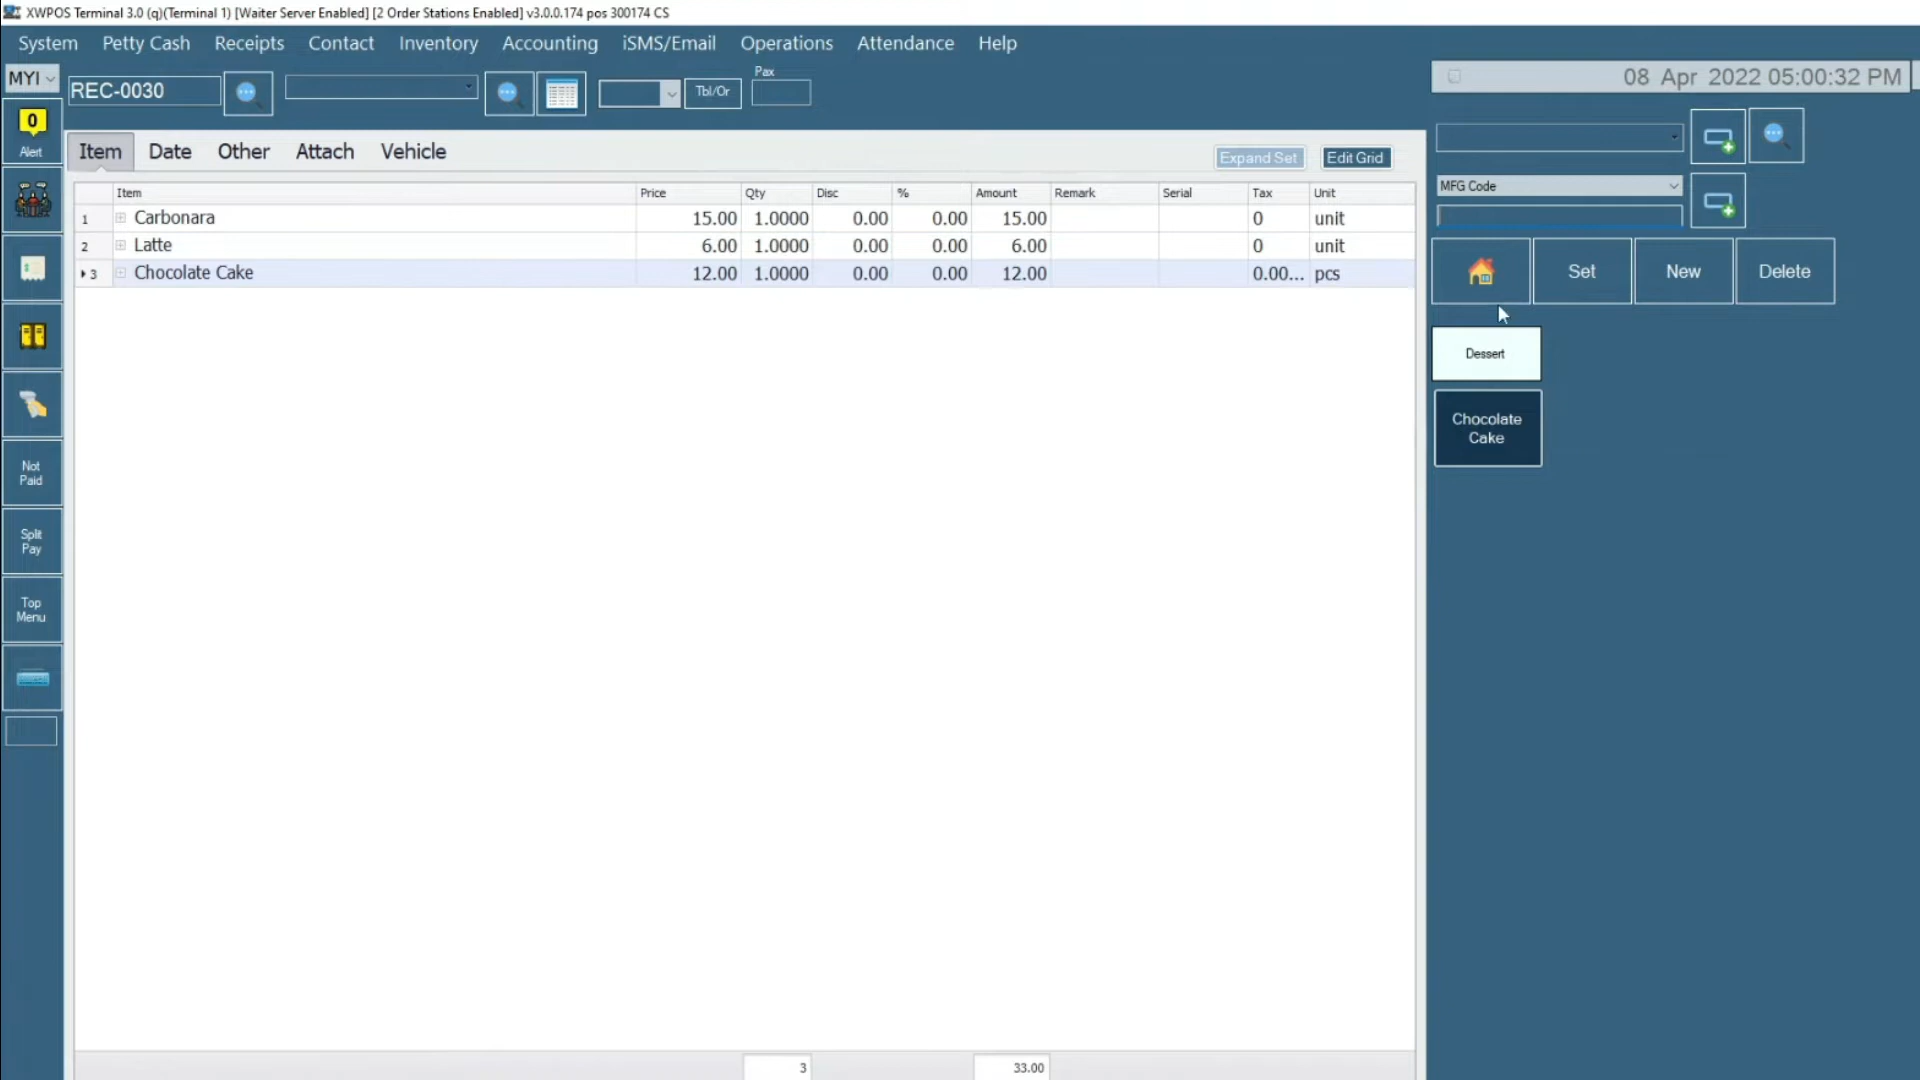 XWPOS Terminal 3.0 (q)(Terminal 1) [Waiter Server Enabled] [2 Order Stations Enabled] v3.0.0.174 pos 300174 CS
System Petty Cash Receipts Contact Inventory Accounting iSMS/Email Operations Attendance Help
MYI
REC-0030
Tbl/Or
Pax
08 Apr 2022 05:00:32 PM
0
Alert
Not
Paid
Split
Pay
Top
Menu
Item Date Other Attach Vehicle
Expand Set Edit Grid
Item Price Qty Disc % Amount Remark Serial Tax Unit
1 Carbonara 15.00 1.0000 0.00 0.00 15.00 0 unit
2 Latte 6.00 1.0000 0.00 0.00 6.00 0 unit
3 Chocolate Cake 12.00 1.0000 0.00 0.00 12.00 0.00... pcs
3 33.00
MFG Code
Set New Delete
Dessert
Chocolate
Cake